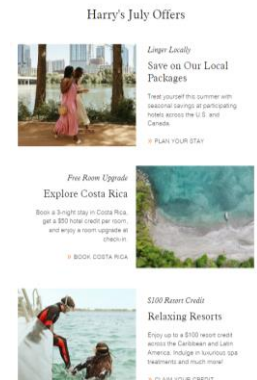 Harry's July Offers
Linger Locally
Save on Our Local
Packages
Treat yourself this summer with
seasonal savings at participating
hotels across the U.S. and
Canada.
PLAN YOUR STAY
Free Room Upgrade
Explore Costa Rica
Book a 3-night stay in Costa Rica,
get a $50 hotel credit per room,
and enjoy a room upgrade at
check-in.
BOOK COSTA RICA
$100 Resort Credit
Relaxing Resorts
Enjoy up to a $100 resort credit
across the Caribbean and Latin
America. Indulge in luxurious spa
treatments and much more!
CLAIM YOUR CREDIT